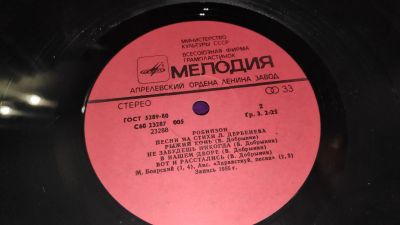 МИНИСТЕРСТВО
КУЛЬТУРЫ СССР
ВСЕСОЮЗНАЯ ФИРМА
ГРАМПЛАСТИНОК
МЕЛОДИЯ
АПРЕЛЕВСКИЙ ОРДЕНА ЛЕНИНА ЗАВОД
СТЕРЕО
33
ГОСТ 5289-80
2
С60 23287 005
Гр. 3. 2-25
23288
РОБИНЗОН
ПЕСНИ НА СТИХИ Л. ДЕРБЕНЕВА
РЫЖИЙ КОНЬ (В. Добрынин)
НЕ ЗАБУДЕШЬ НИКОГДА (В. Добрынин)
В НАШЕМ ДВОРЕ (В. Добрынин)
ВОТ И РАССТАЛИСЬ (В. Добрынин)
М. Боярский (1, 4), Анс. «Здравствуй, песня» (2, 3)
Запись 1986 г.